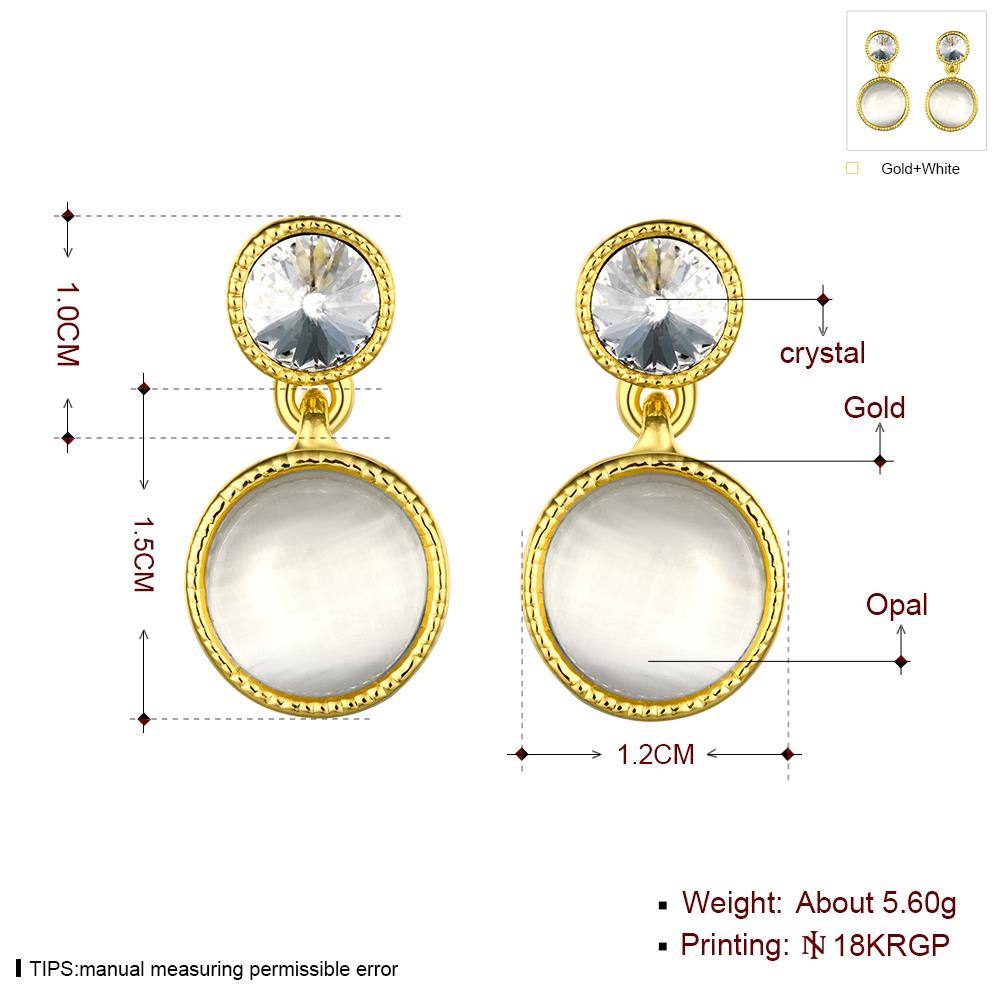 Gold+White
1.0CM
crystal
Gold
1.5CM
Opal
1.2CM
▪ Weight: About 5.60g
▪ Printing: 18KRGP
TIPS:manual measuring permissible error